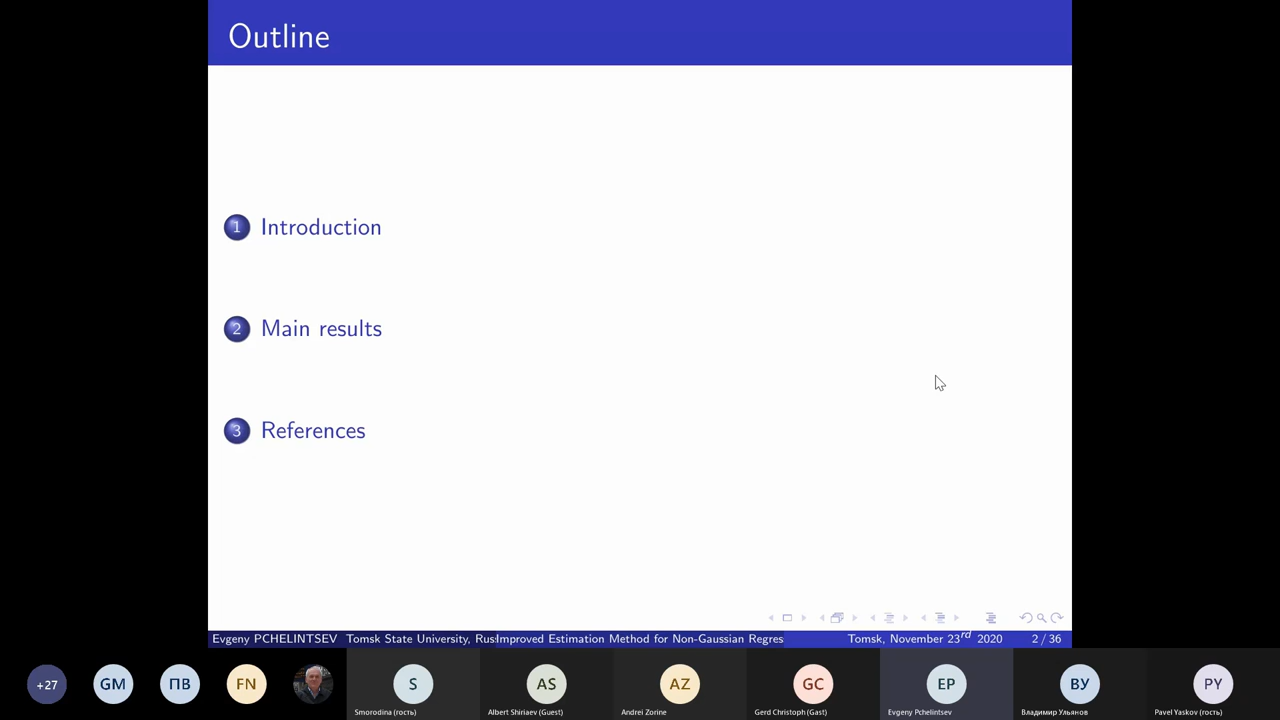 Outline
1 Introduction
2 Main results
3 References
Evgeny PCHELINTSEV Tomsk State University, Rus Improved Estimation Method for Non-Gaussian Regres Tomsk, November 23rd 2020 2 / 36
+27 GM ПВ FN S AS AZ GC EP ВУ PY
Smorodina (гость) Albert Shiriaev (Guest) Andrei Zorine Gerd Christoph (Gast) Evgeny Pchelintsev Владимир Ульянов Pavel Yaskov (гость)